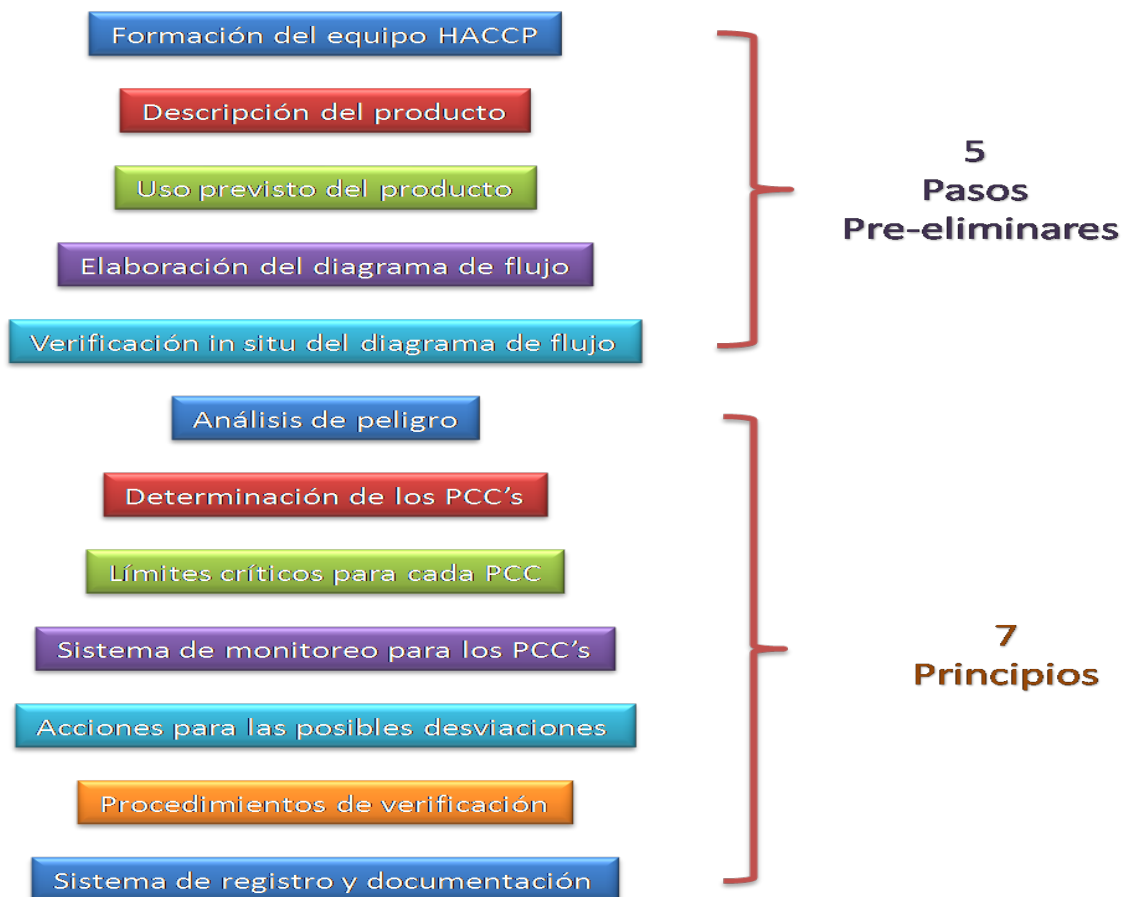 Formación del equipo HACCP
Descripción del producto
Uso previsto del producto
Elaboración del diagrama de flujo
Verificación in situ del diagrama de flujo
5
Pasos
Pre-eliminares
Análisis de peligro
Determinación de los PCC’s
Límites críticos para cada PCC
Sistema de monitoreo para los PCC’s
Acciones para las posibles desviaciones
Procedimientos de verificación
Sistema de registro y documentación
7
Principios